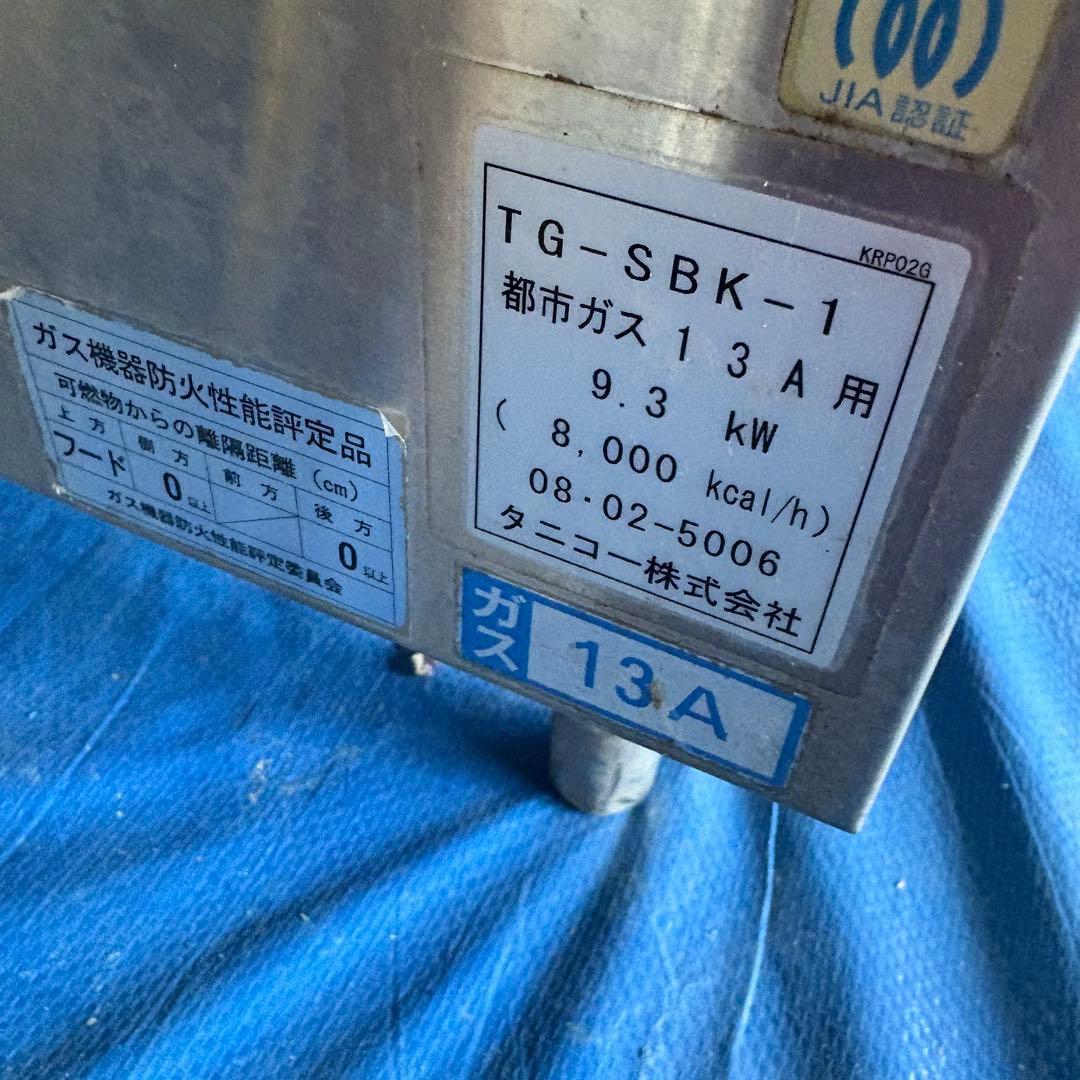 JIA認証
KRP02G
TG-SBK-1
都市ガス13A用
9.3 kW
( 8,000 kcal/h)
08・02-5006
タニコー株式会社
ガス 13A
ガス機器防火性能評定品
可燃物からの離隔距離(cm)
上方 側方 前方 後方
フード 0以上 0以上
ガス機器防火性能評定委員会